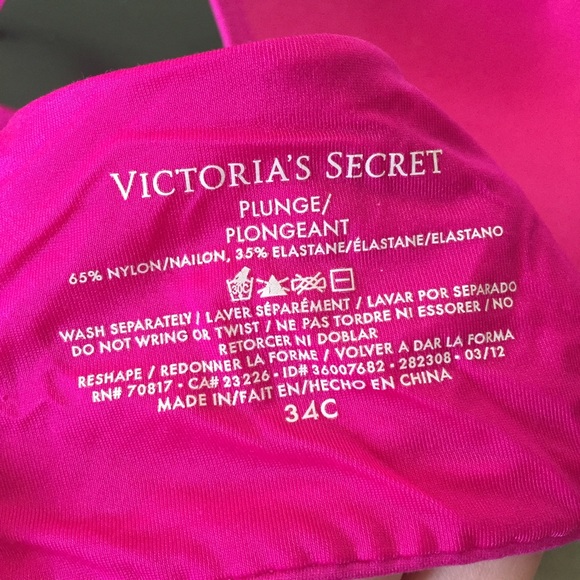 VICTORIA'S SECRET
PLUNGE/
PLONGEANT
65% NYLON/NAILON, 35% ELASTANE/ÉLASTANE/ELASTANO
30C
WASH SEPARATELY / LAVER SÉPARÉMENT / LAVAR POR SEPARADO
DO NOT WRING OR TWIST / NE PAS TORDRE NI ESSORER / NO
RETORCER NI DOBLAR
RESHAPE / REDONNER LA FORME / VOLVER A DAR LA FORMA
RN# 70817 • CA# 23226 • ID# 36007682 • 282308 • 03/12
MADE IN/FAIT EN/HECHO EN CHINA
34C